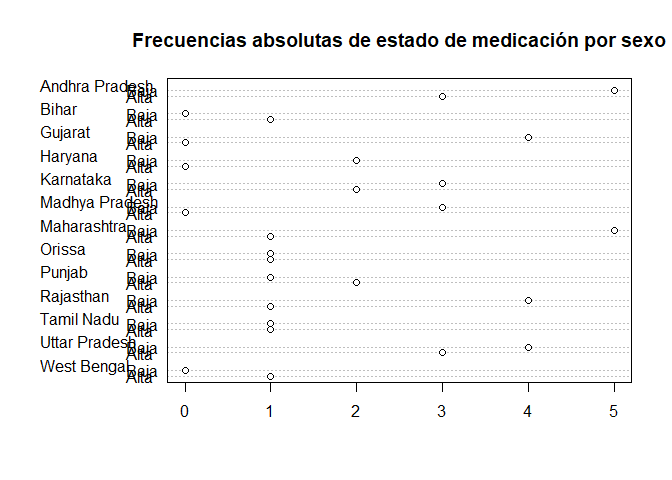 Frecuencias absolutas de estado de medicación por sexo
Andhra Pradesh
Baja
Alta
Bihar
Baja
Alta
Gujarat
Baja
Alta
Haryana
Baja
Alta
Karnataka
Baja
Alta
Madhya Pradesh
Baja
Alta
Maharashtra
Baja
Alta
Orissa
Baja
Alta
Punjab
Baja
Alta
Rajasthan
Baja
Alta
Tamil Nadu
Baja
Alta
Uttar Pradesh
Baja
Alta
West Bengal
Baja
Alta
0 1 2 3 4 5